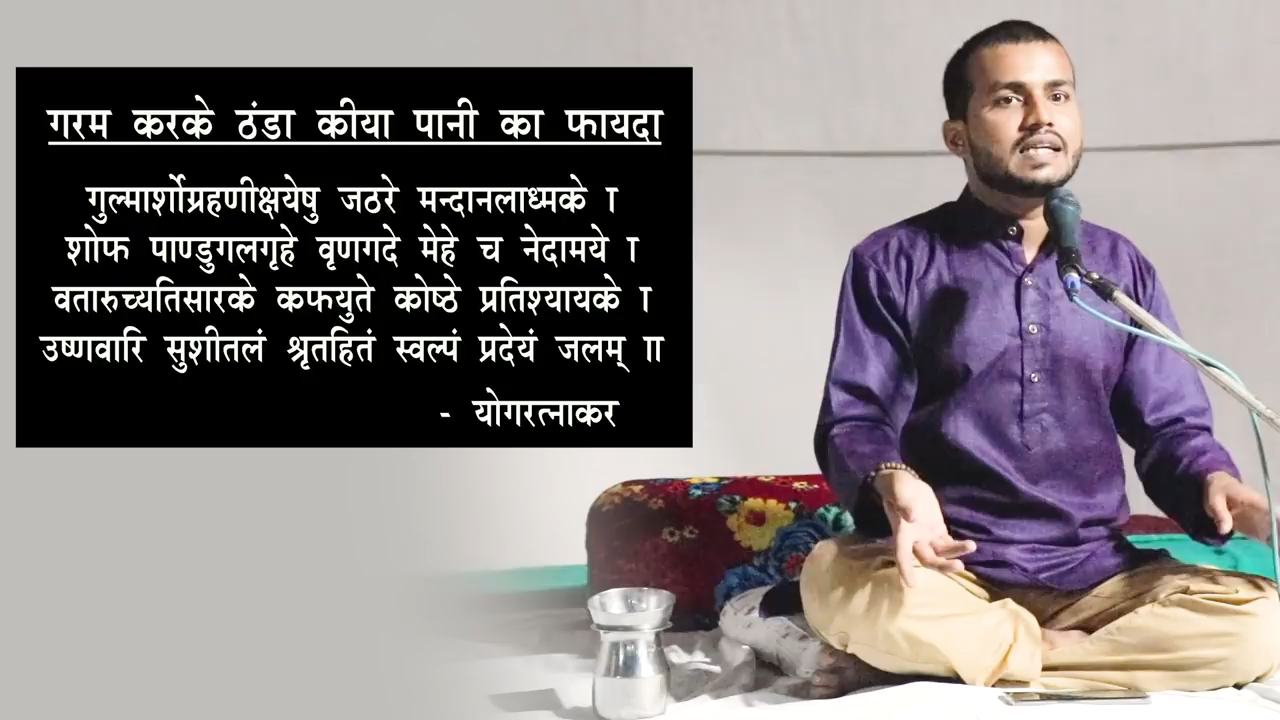 गरम करके ठंडा कीया पानी का फायदा
गुल्मार्शोग्रहणीक्षयेषु जठरे मन्दानलाध्मके ।
शोफ पाण्डुगलगृहे वृणगदे मेहे च नेदामये ।
वतारुच्यतिसारके कफयुते कोष्ठे प्रतिश्यायके ।
उष्णवारि सुशीतलं श्रृतहितं स्वल्पं प्रदेयं जलम् ॥
- योगरत्नाकर